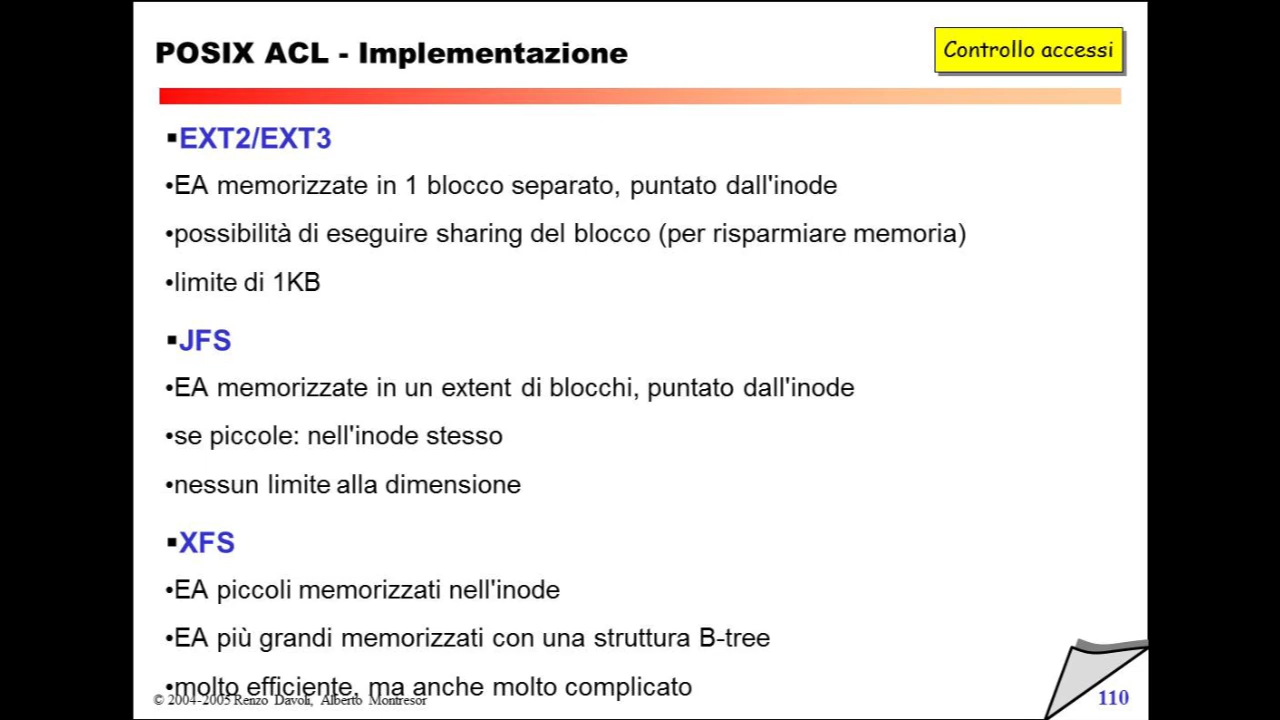 POSIX ACL - Implementazione
Controllo accessi
▪EXT2/EXT3
•EA memorizzate in 1 blocco separato, puntato dall'inode
•possibilità di eseguire sharing del blocco (per risparmiare memoria)
•limite di 1KB
▪JFS
•EA memorizzate in un extent di blocchi, puntato dall'inode
•se piccole: nell'inode stesso
•nessun limite alla dimensione
▪XFS
•EA piccoli memorizzati nell'inode
•EA più grandi memorizzati con una struttura B-tree
•molto efficiente, ma anche molto complicato
© 2004-2005 Renzo Davoli, Alberto Montresor
110